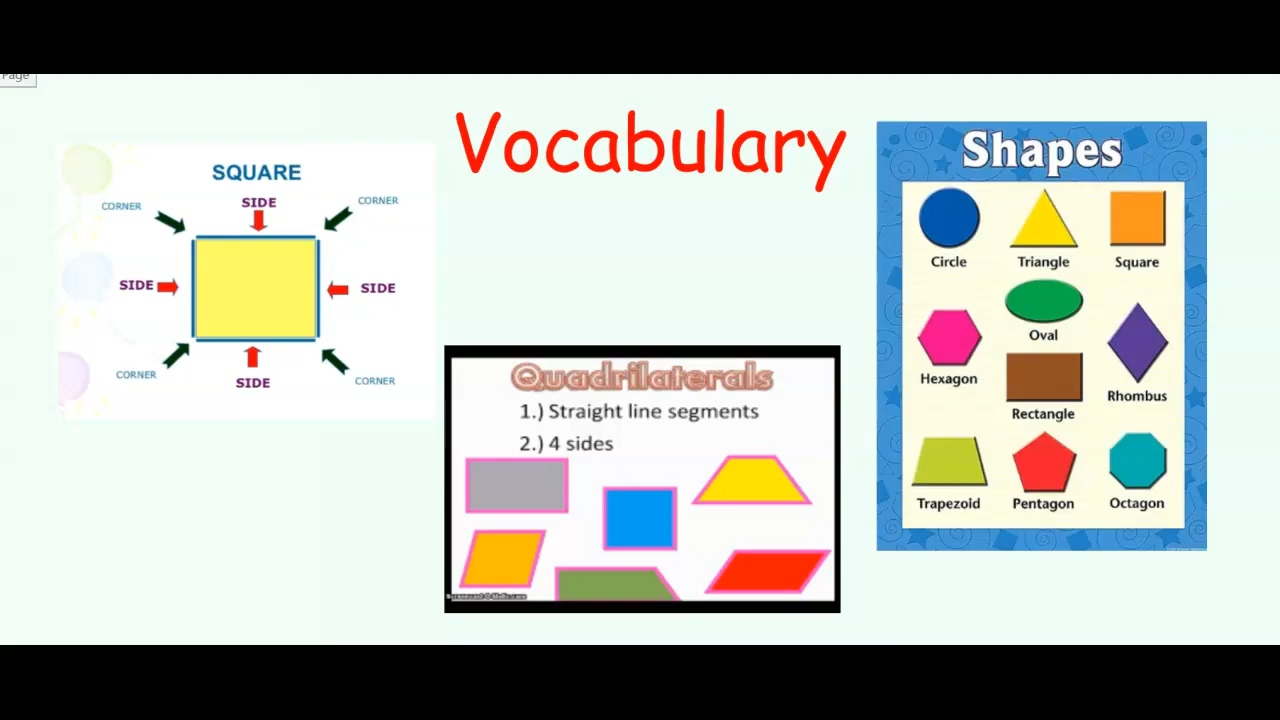 Page
Vocabulary
SQUARE
CORNER
SIDE
CORNER
SIDE
SIDE
CORNER
SIDE
CORNER
Quadrilaterals
1.) Straight line segments
2.) 4 sides
Shapes
Circle
Triangle
Square
Oval
Hexagon
Rectangle
Rhombus
Trapezoid
Pentagon
Octagon